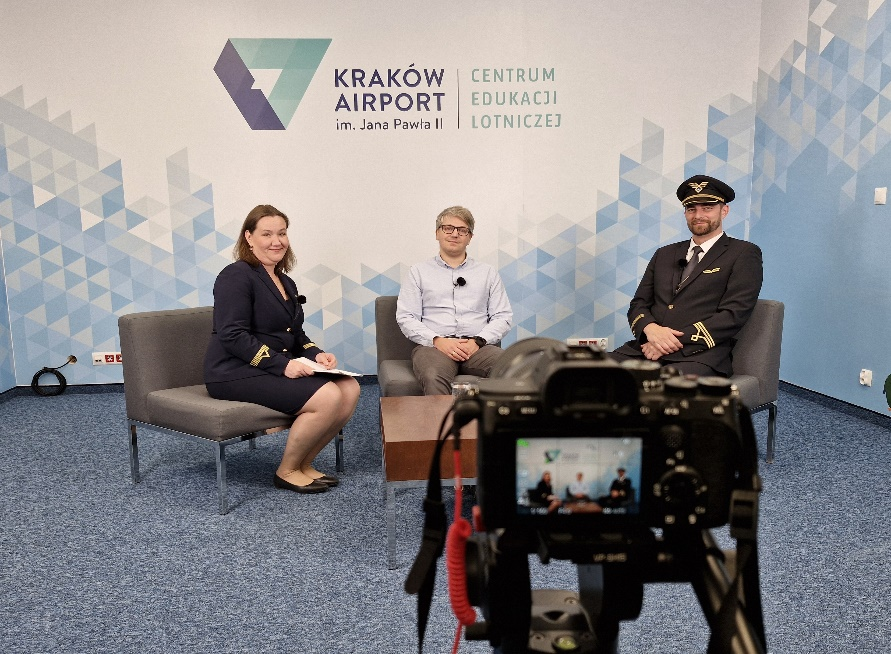 KRAKÓW
AIRPORT
im. Jana Pawła II
CENTRUM
EDUKACJI
LOTNICZEJ